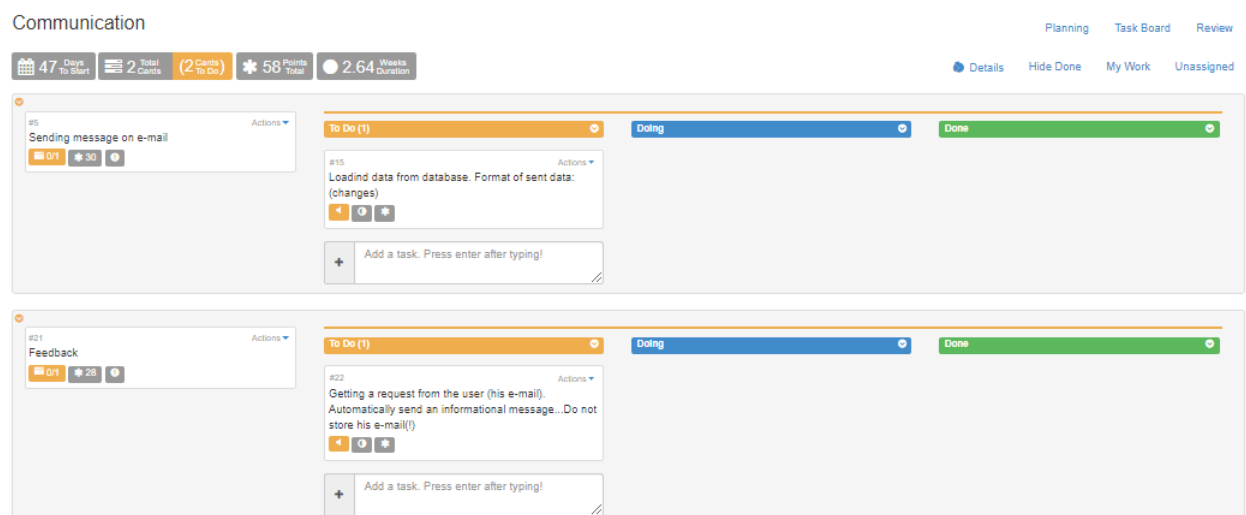 Communication
Planning Task Board Review
47 Days To Start 2 Total Cards (2 Cards To Do) 58 Points Total 2.64 Weeks Duration
Details Hide Done My Work Unassigned
#5 Actions
Sending message on e-mail
0/1 30
To Do (1) Doing Done
#15 Actions
Loadind data from database. Format of sent data:
(changes)
Add a task. Press enter after typing!
#21 Actions
Feedback
0/1 28
To Do (1) Doing Done
#22 Actions
Getting a request from the user (his e-mail).
Automatically send an informational message...Do not
store his e-mail(!)
Add a task. Press enter after typing!